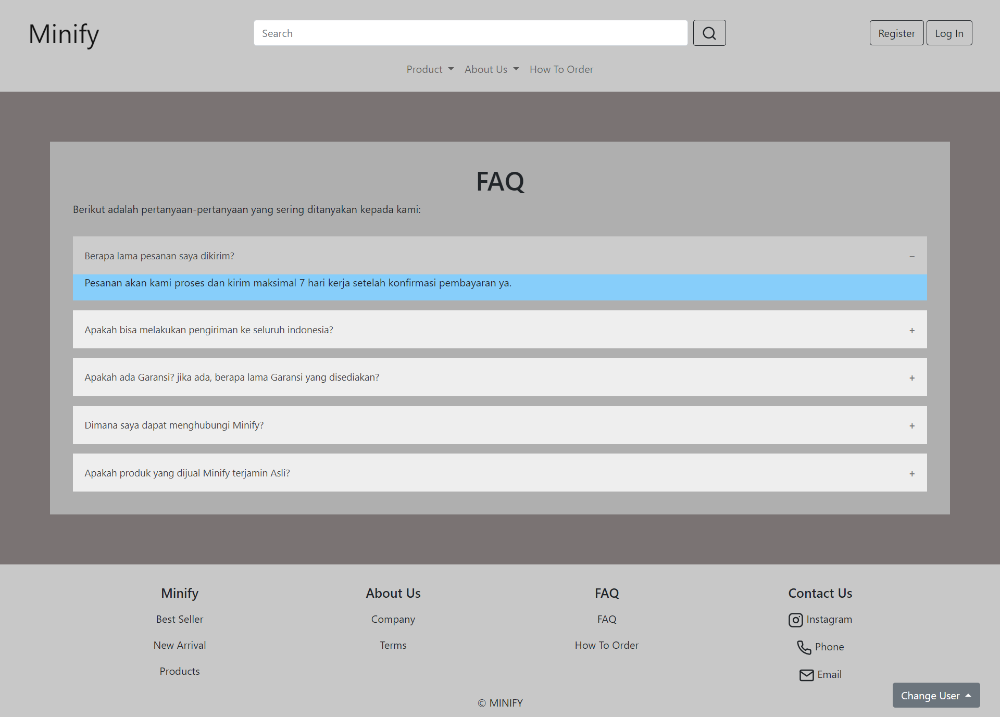 Minify
Search
Register
Log In
Product
About Us
How To Order
FAQ
Berikut adalah pertanyaan-pertanyaan yang sering ditanyakan kepada kami:
Berapa lama pesanan saya dikirim?
Pesanan akan kami proses dan kirim maksimal 7 hari kerja setelah konfirmasi pembayaran ya.
Apakah bisa melakukan pengiriman ke seluruh indonesia?
Apakah ada Garansi? jika ada, berapa lama Garansi yang disediakan?
Dimana saya dapat menghubungi Minify?
Apakah produk yang dijual Minify terjamin Asli?
Minify
Best Seller
New Arrival
Products
About Us
Company
Terms
FAQ
FAQ
How To Order
Contact Us
Instagram
Phone
Email
Change User
© MINIFY